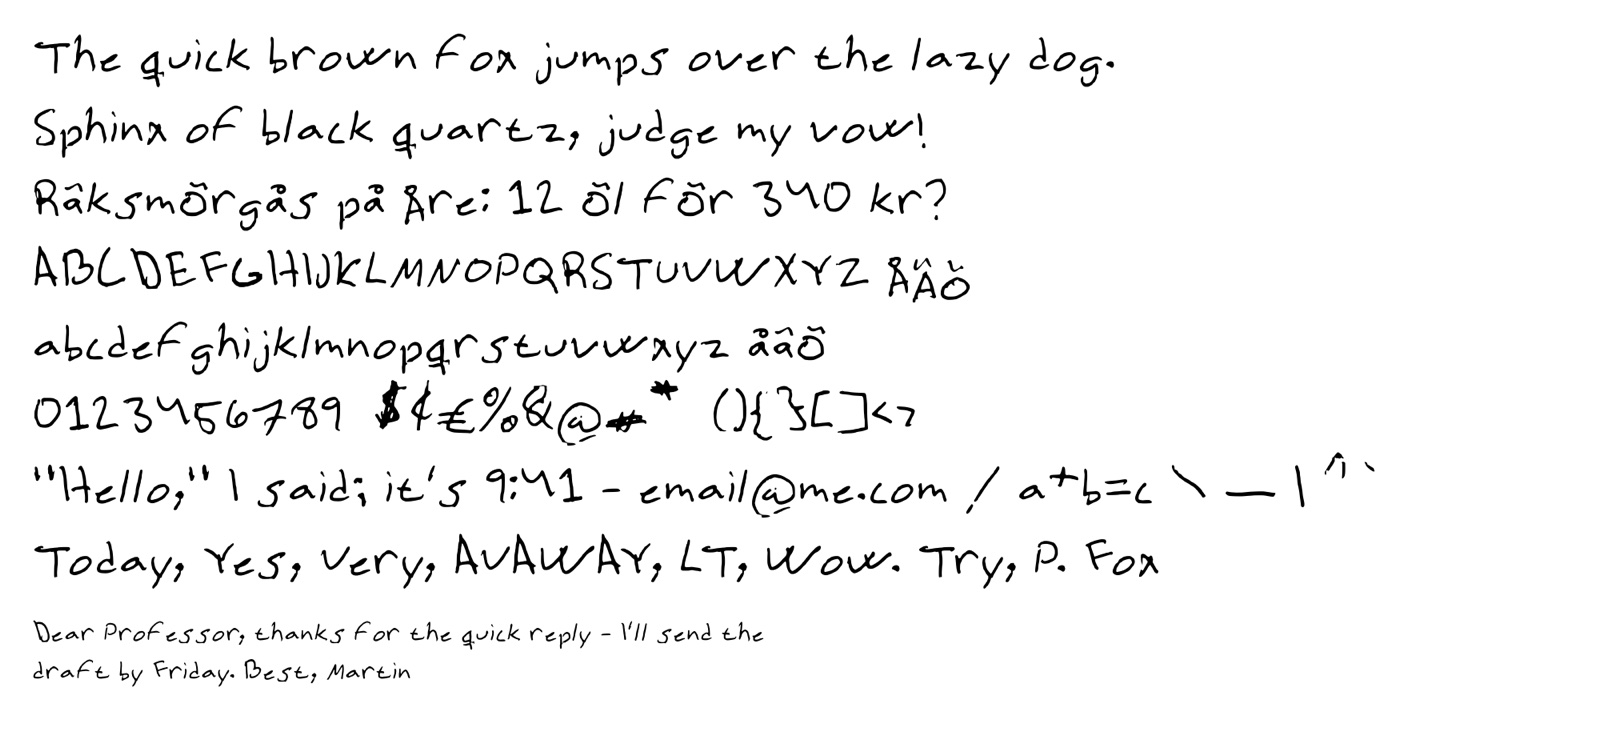 The quick brown fox jumps over the lazy dog.
Sphinx of black quartz, judge my vow!
Räksmörgås på Åre: 12 öl för 340 kr?
ABCDEFGHIJKLMNOPQRSTUVWXYZ ÅÄÖ
abcdefghijklmnopqrstuvwxyz åäö
0123456789 $¢€%&@#* (){}[]<>
"Hello," I said; it's 9:41 - email@me.com / a+b=c \ _ | ^ `
Today, Yes, Very, AVAWAY, LT, Wow. Try, P. Fox
Dear Professor, thanks for the quick reply - I'll send the
draft by Friday. Best, Martin